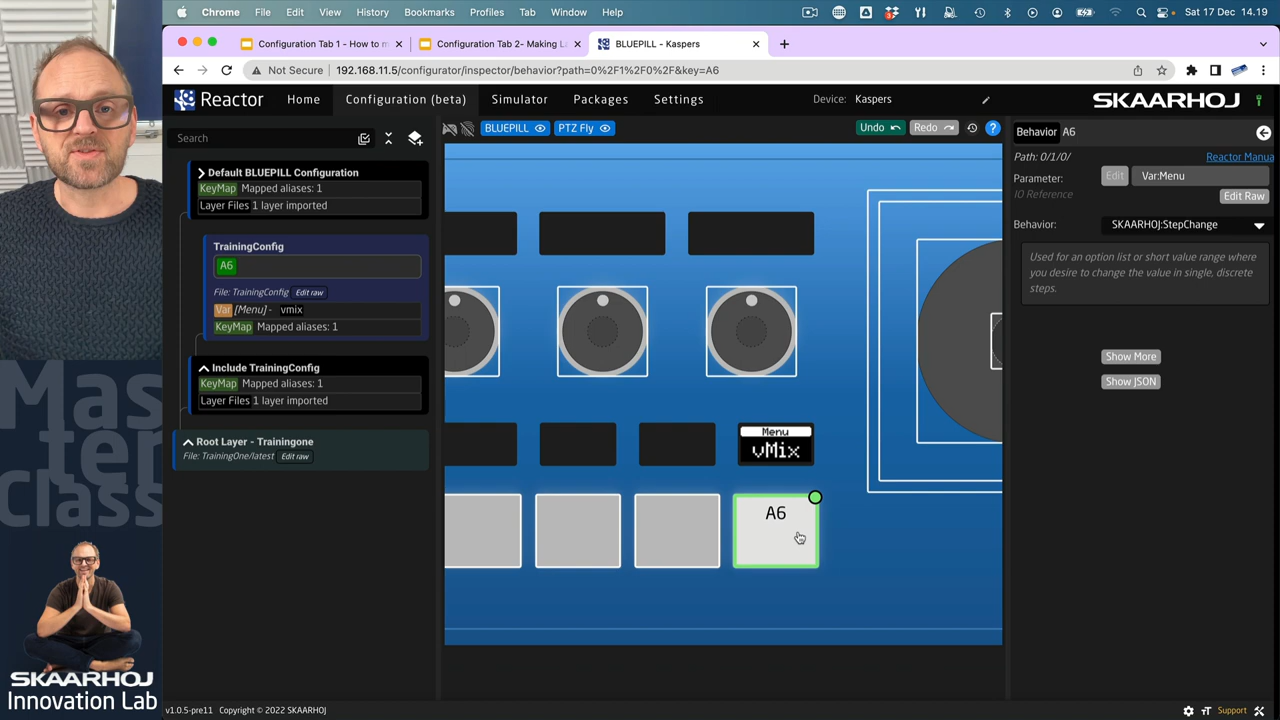 Chrome File Edit View History Bookmarks Profiles Tab Window Help Sat 17 Dec 14.19
Configuration Tab 1 - How to m Configuration Tab 2- Making L BLUEPILL - Kaspers
Not Secure 192.168.11.5/configurator/inspector/behavior?path=0%2F1%2F0%2F&key=A6
Reactor Home Configuration (beta) Simulator Packages Settings Device: Kaspers SKAARHOJ
Search BLUEPILL PTZ Fly Undo Redo ? Behavior A6
Path: 0/1/0/ Reactor Manua
Parameter: Edit Var:Menu
IO Reference Edit Raw
Behavior: SKAARHOJ:StepChange
Used for an option list or short value range where
you desire to change the value in single, discrete
steps.
Show More
Show JSON
Default BLUEPILL Configuration
KeyMap Mapped aliases: 1
Layer Files 1 layer imported
TrainingConfig
A6
File: TrainingConfig Edit raw
Var [Menu] - vmix
KeyMap Mapped aliases: 1
Include TrainingConfig
KeyMap Mapped aliases: 1
Layer Files 1 layer imported
Root Layer - Trainingone
File: TrainingOne/latest Edit raw
Menu
vMix
A6
Master
Class
SKAARHOJ
Innovation Lab
v1.0.5-pre11 Copyright © 2022 SKAARHOJ Support